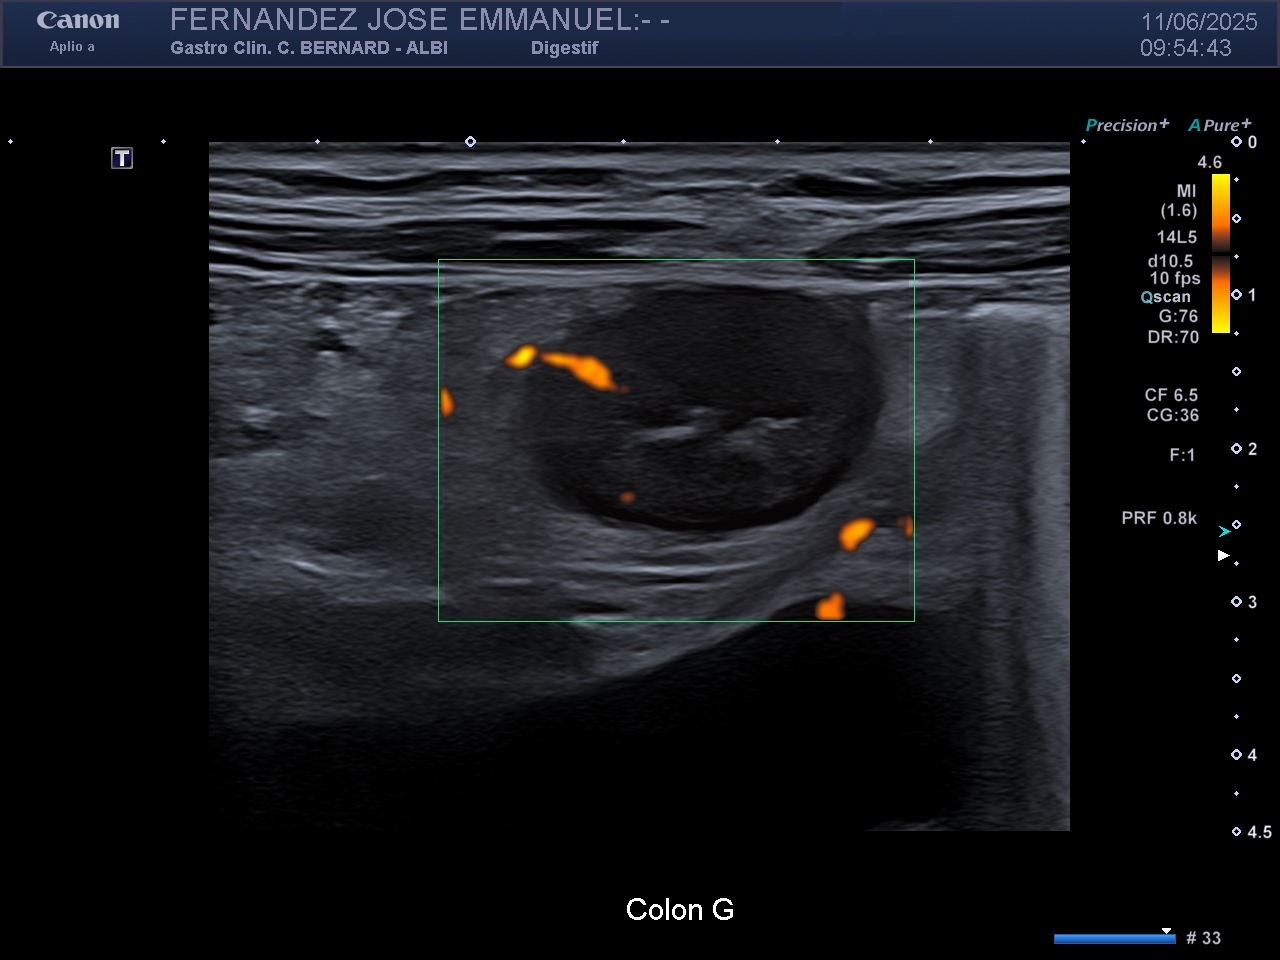 Canon
Aplio a
FERNANDEZ JOSE EMMANUEL:- -
Gastro Clin. C. BERNARD - ALBI
Digestif
11/06/2025
09:54:43
Precision+ APure+
T
0
4.6
MI
(1.6)
14L5
d10.5
10 fps
Qscan
G:76
DR:70
1
CF 6.5
CG:36
F:1
2
PRF 0.8k
3
4
4.5
Colon G
# 33